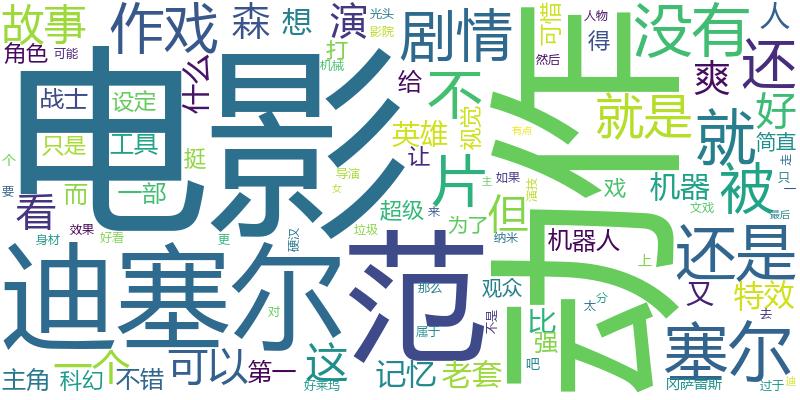 故事
作戏
森
想
演
光头
影院
剧情
可惜
人物
得
没有
人
角色
可能
什么
打
机械
然后
爽
还
电影
动作
战士
设定
给
不
视觉
就是
好
只是
工具
挺
英雄
就
简直
个
而
让
片
有点
走
要
一部
导演
女
主
如果
演技
戏
机器
被
只
一
看
超级
来
但
文戏
效果
为了
最后
身材
好看
更
硬汉
垃圾
纳米
机器人
上
还是
迪塞尔
范
那么
观众
太
分
又
特效
对
属于
不是
比
去
强
塞尔
一个
可以
这
吧
主角
科幻
不错
第一
好莱坞
记忆
老套
冈萨雷斯
过于
迪